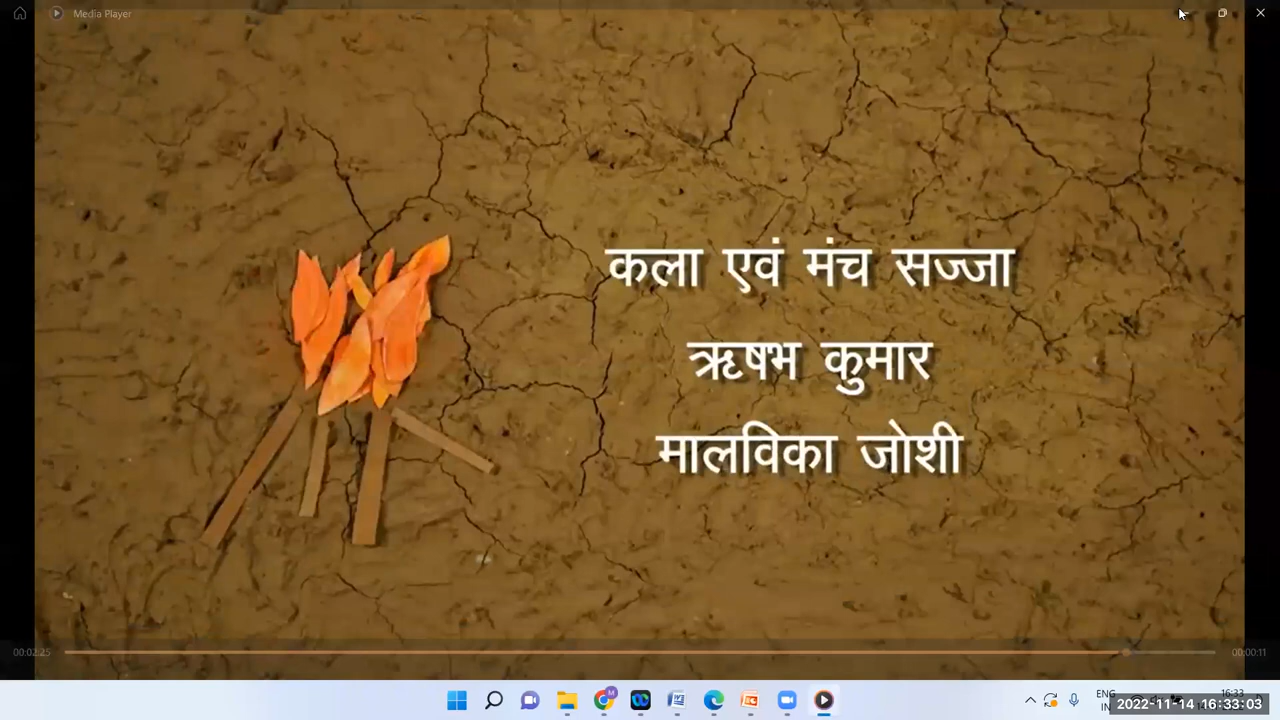 Media Player
कला एवं मंच सज्जा
ऋषभ कुमार
मालविका जोशी
00:02:25
00:00:11
ENG
IN
16:33
2022-11-14 16:33:03